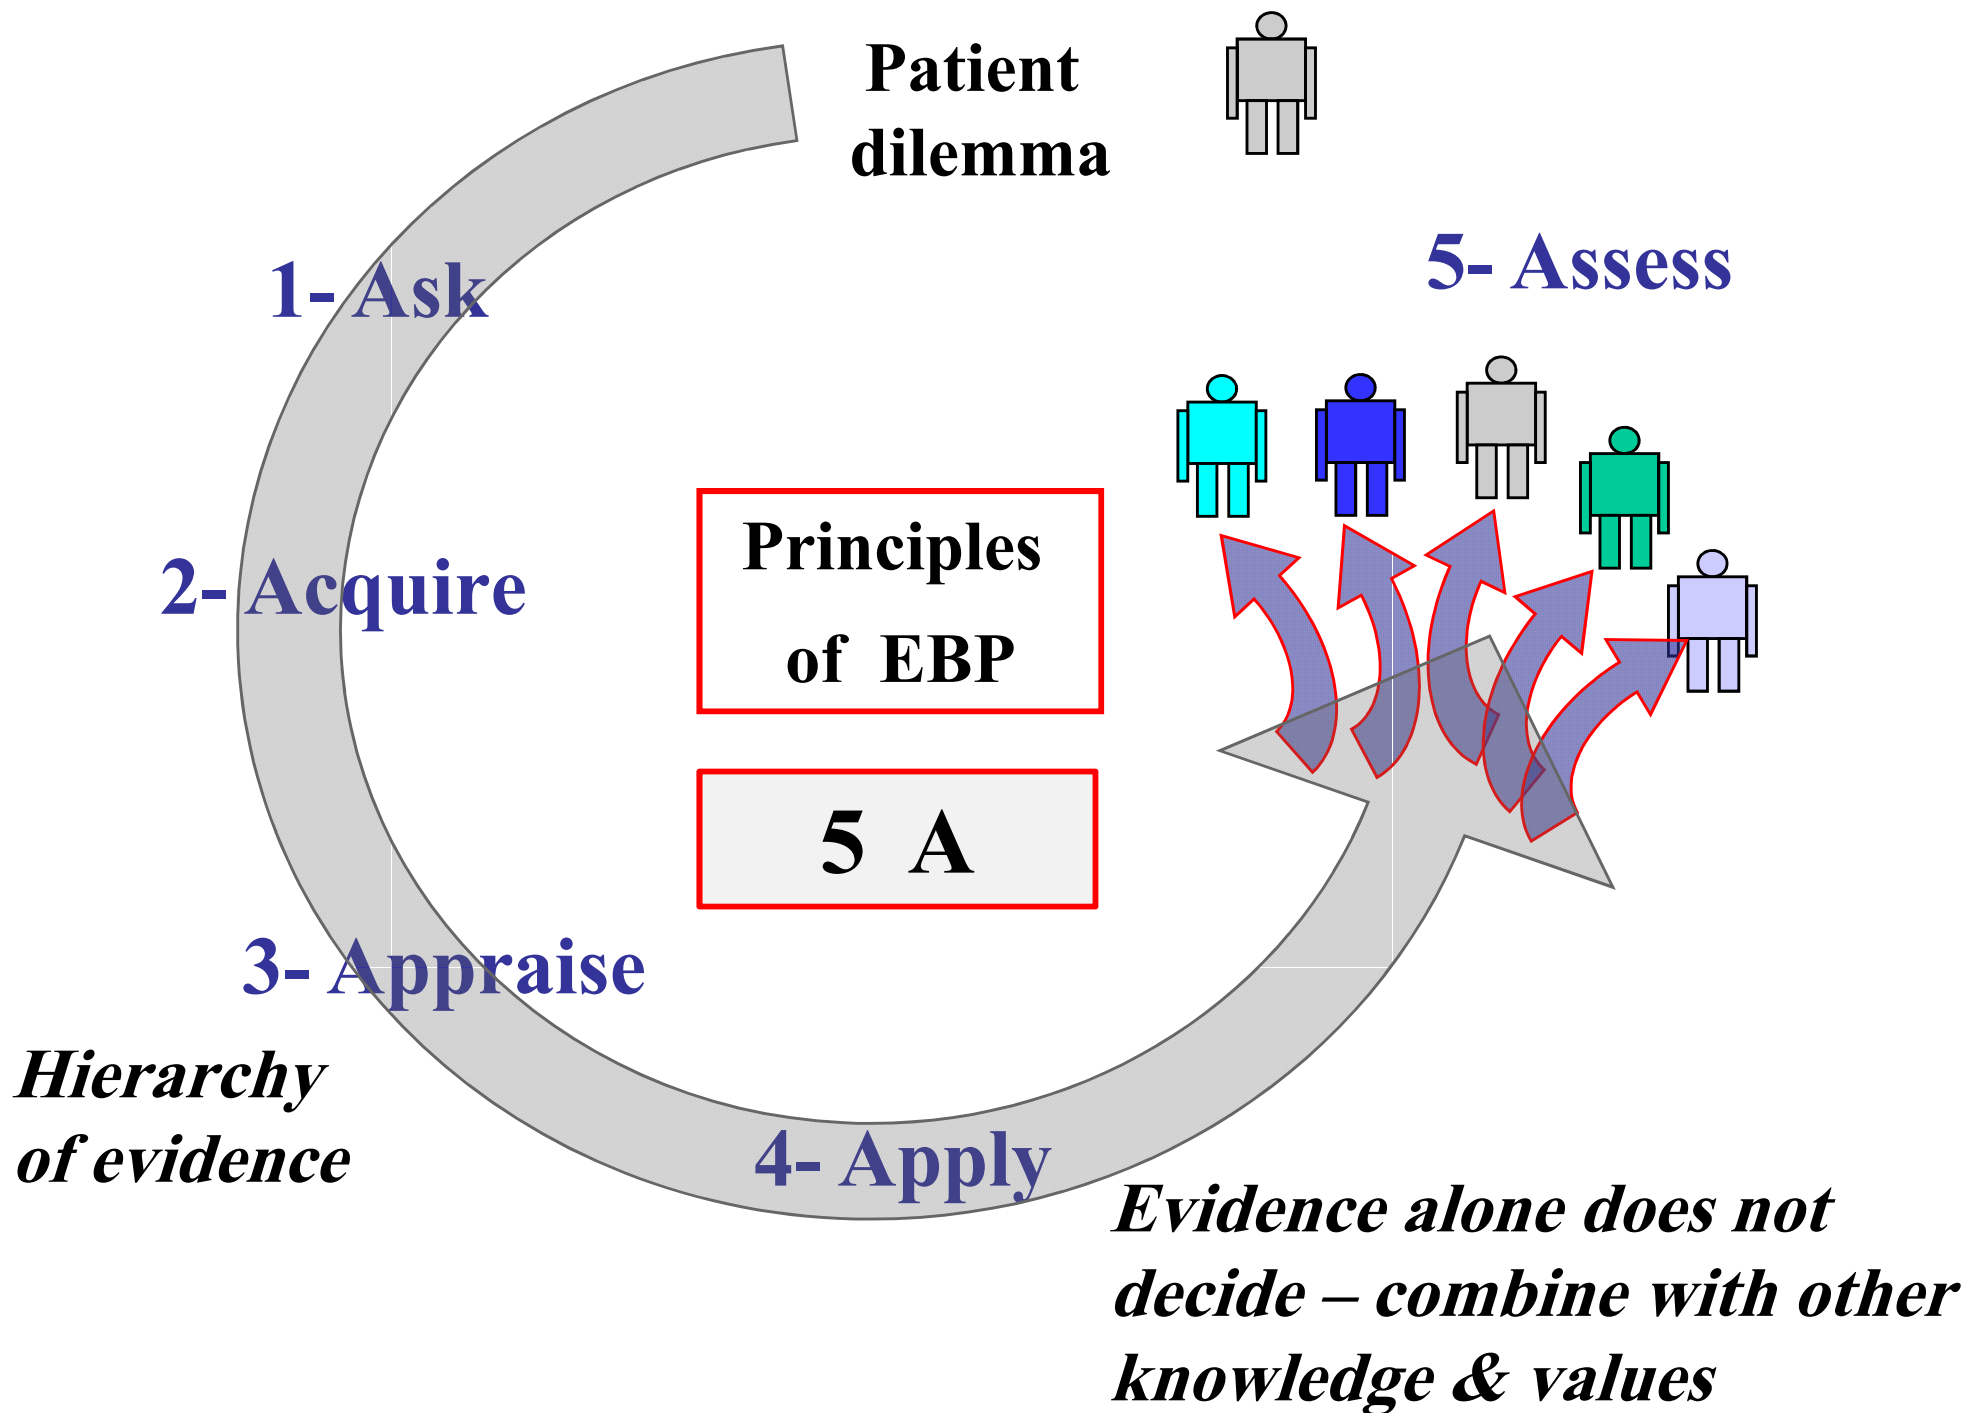 Patient
dilemma
1- Ask
5- Assess
2- Acquire
Principles
of EBP
5 A
3- Appraise
Hierarchy
of evidence
4- Apply
Evidence alone does not
decide – combine with other
knowledge & values